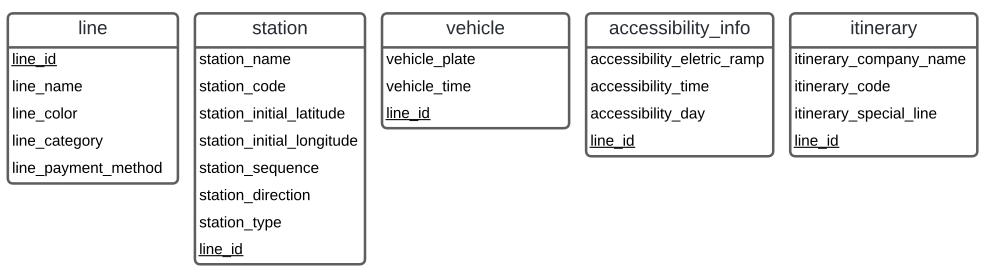 line
line_id
line_name
line_color
line_category
line_payment_method
station
station_name
station_code
station_initial_latitude
station_initial_longitude
station_sequence
station_direction
station_type
line_id
vehicle
vehicle_plate
vehicle_time
line_id
accessibility_info
accessibility_eletric_ramp
accessibility_time
accessibility_day
line_id
itinerary
itinerary_company_name
itinerary_code
itinerary_special_line
line_id